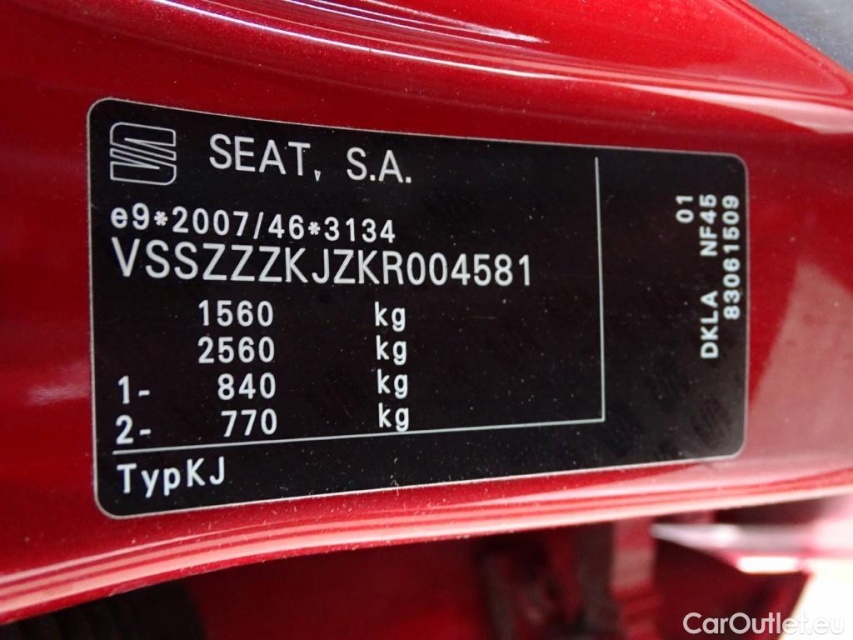 SEAT, S.A.
e9*2007/46*3134
VSSZZZKJZKR004581
1560 kg
2560 kg
1- 840 kg
2- 770 kg
TypKJ
01
DKLA NF45
83061509
CarOutlet.eu